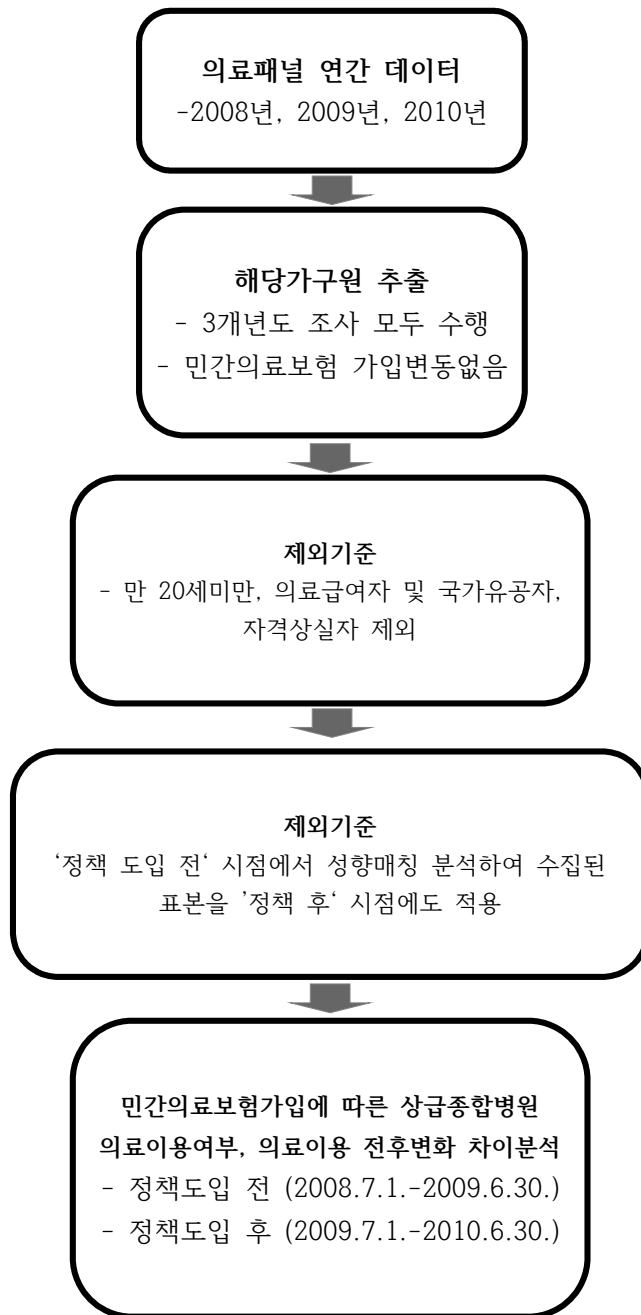 의료패널 연간 데이터
-2008년, 2009년, 2010년
해당가구원 추출
- 3개년도 조사 모두 수행
- 민간의료보험 가입변동없음
제외기준
- 만 20세미만, 의료급여자 및 국가유공자,
자격상실자 제외
제외기준
‘정책 도입 전‘ 시점에서 성향매칭 분석하여 수집된
표본을 ’정책 후‘ 시점에도 적용
민간의료보험가입에 따른 상급종합병원
의료이용여부, 의료이용 전후변화 차이분석
- 정책도입 전 (2008.7.1.-2009.6.30.)
- 정책도입 후 (2009.7.1.-2010.6.30.)